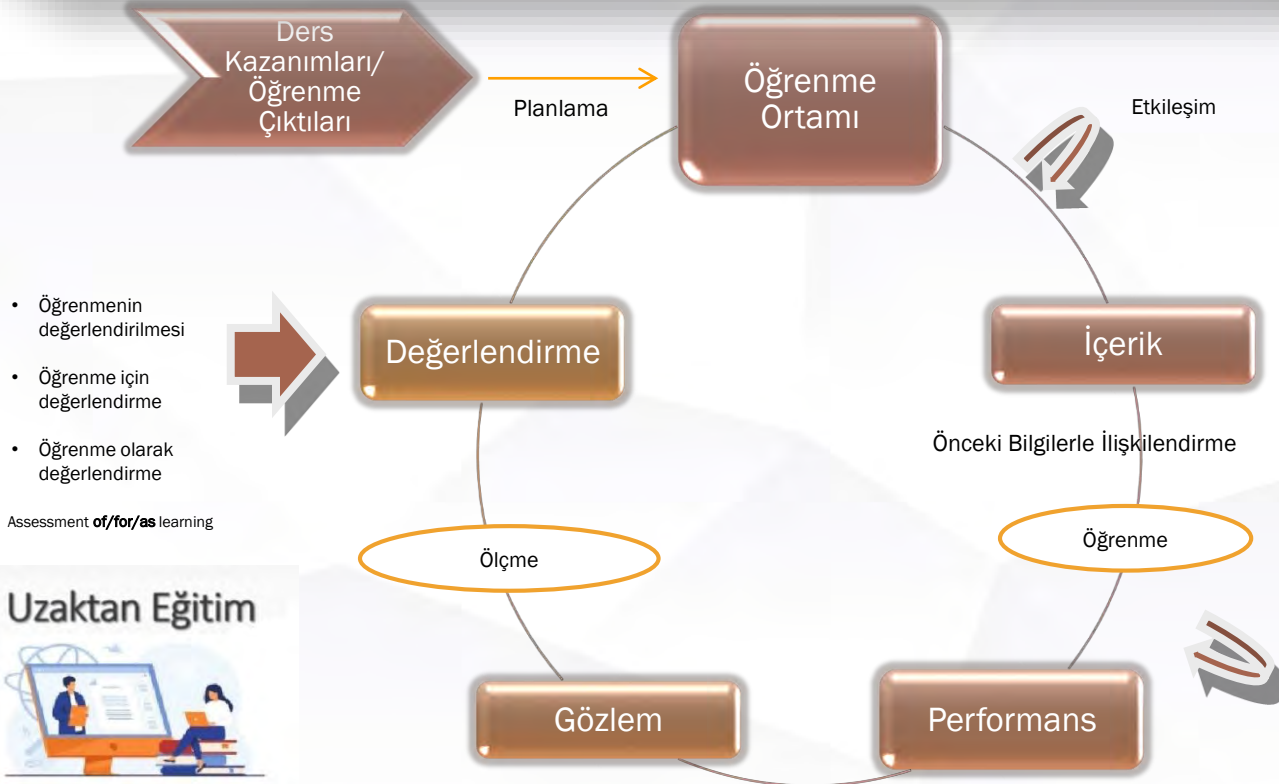 Ders
Kazanımları/
Öğrenme
Çıktıları
Planlama
Öğrenme
Ortamı
Etkileşim
İçerik
Önceki Bilgilerle İlişkilendirme
Öğrenme
Performans
Gözlem
Ölçme
Değerlendirme
• Öğrenmenin
değerlendirilmesi
• Öğrenme için
değerlendirme
• Öğrenme olarak
değerlendirme
Assessment of/for/as learning
Uzaktan Eğitim